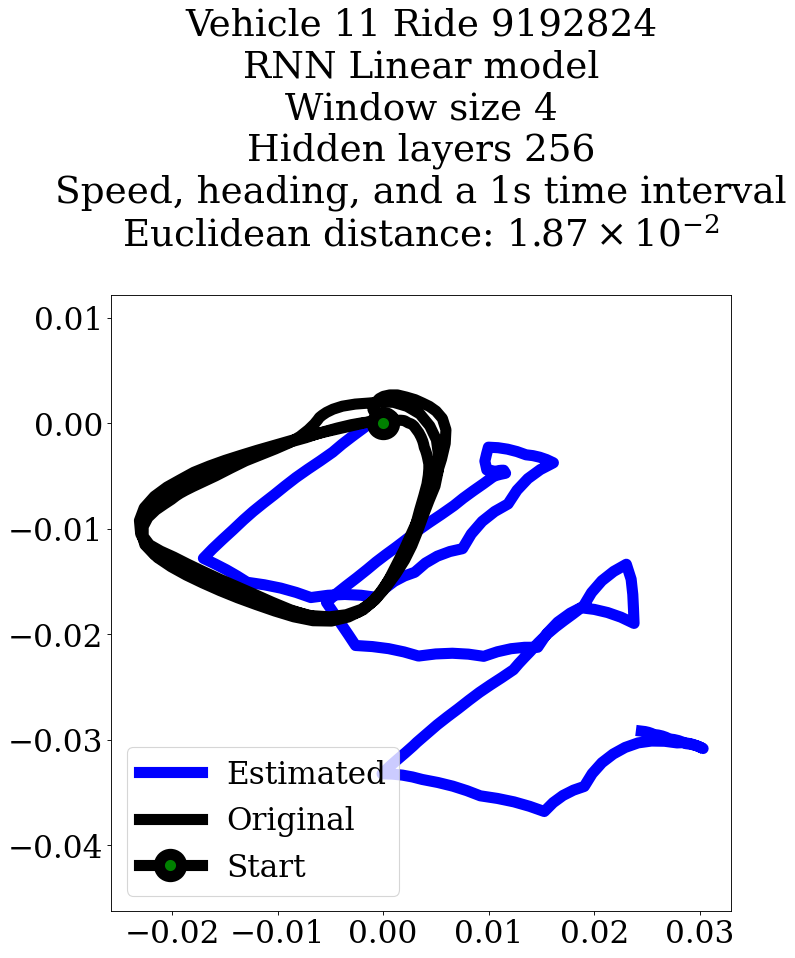 Vehicle 11 Ride 9192824
RNN Linear model
Window size 4
Hidden layers 256
Speed, heading, and a 1s time interval
Euclidean distance: 1.87 × 10⁻²
0.01
0.00
−0.01
−0.02
−0.03
−0.04
Estimated
Original
Start
−0.02 −0.01 0.00 0.01 0.02 0.03